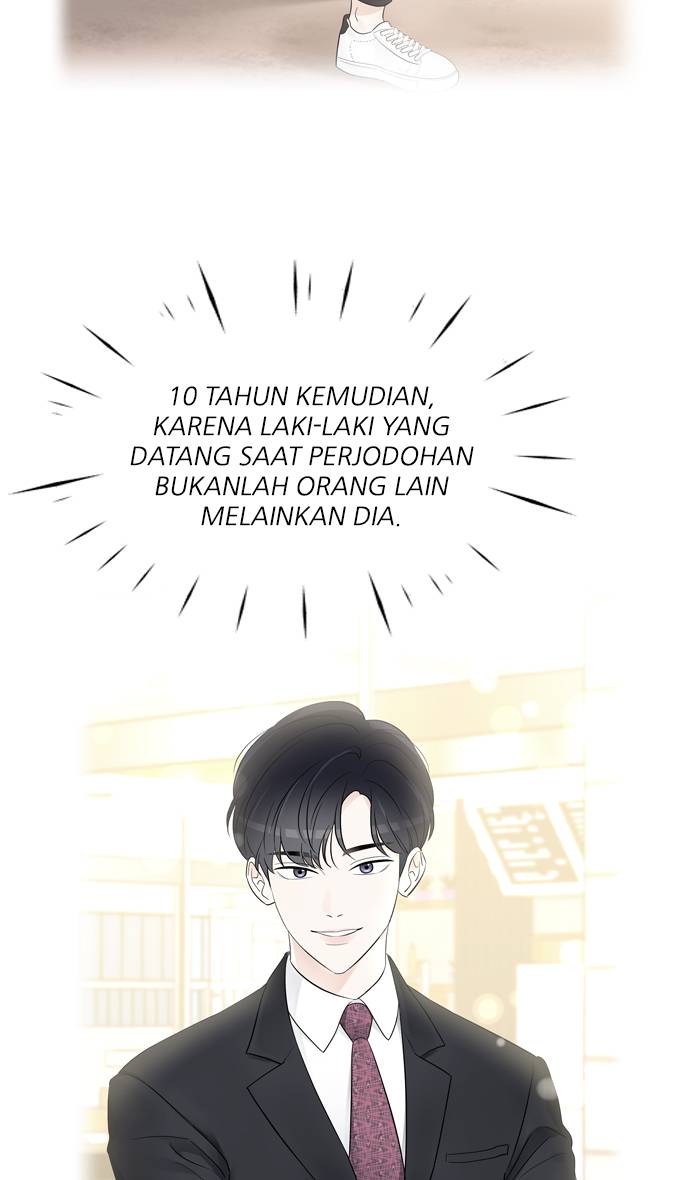 10 TAHUN KEMUDIAN,
KARENA LAKI-LAKI YANG
DATANG SAAT PERJODOHAN
BUKANLAH ORANG LAIN
MELAINKAN DIA.